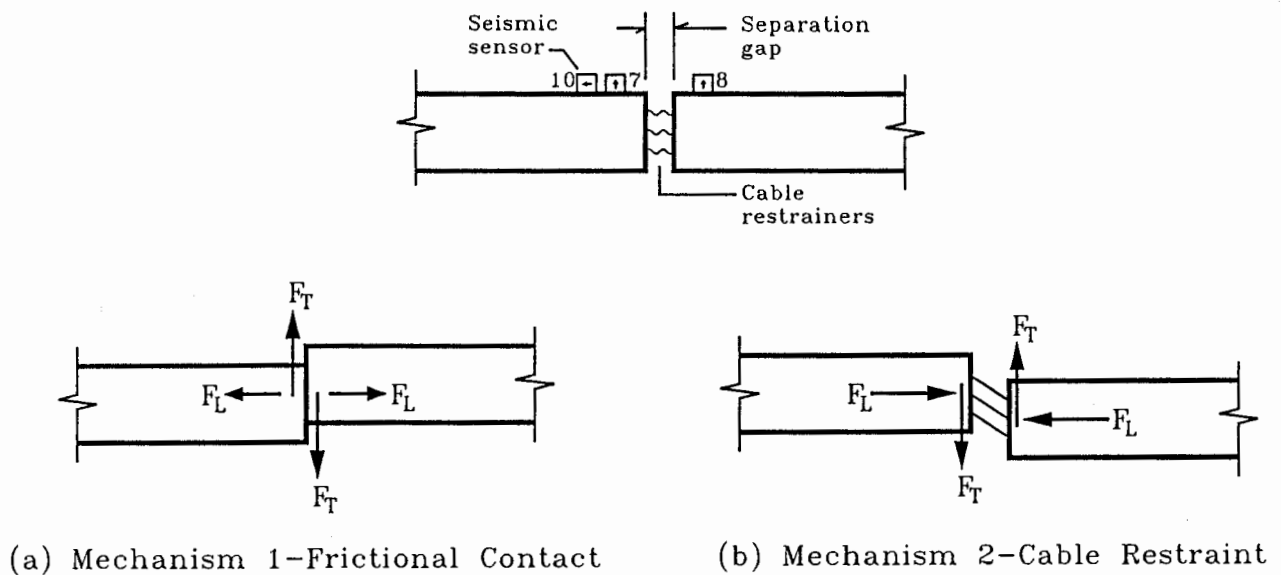 Seismic
sensor
Separation
gap
10
7
8
Cable
restrainers
F_T
F_L
F_L
F_T
F_T
F_L
F_L
F_T
(a) Mechanism 1-Frictional Contact
(b) Mechanism 2-Cable Restraint